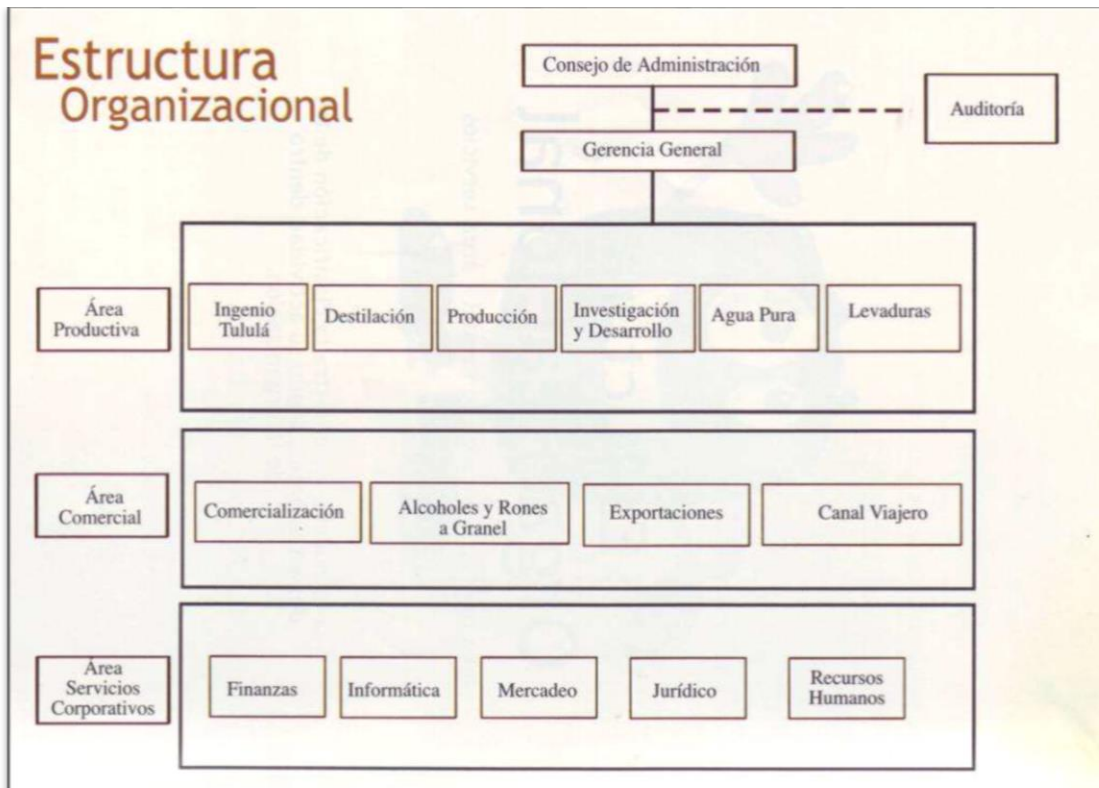 Estructura
Organizacional
Consejo de Administración
Auditoría
Gerencia General
Área
Productiva
Ingenio
Tululá
Destilación
Producción
Investigación
y Desarrollo
Agua Pura
Levaduras
Área
Comercial
Comercialización
Alcoholes y Rones
a Granel
Exportaciones
Canal Viajero
Área
Servicios
Corporativos
Finanzas
Informática
Mercadeo
Jurídico
Recursos
Humanos